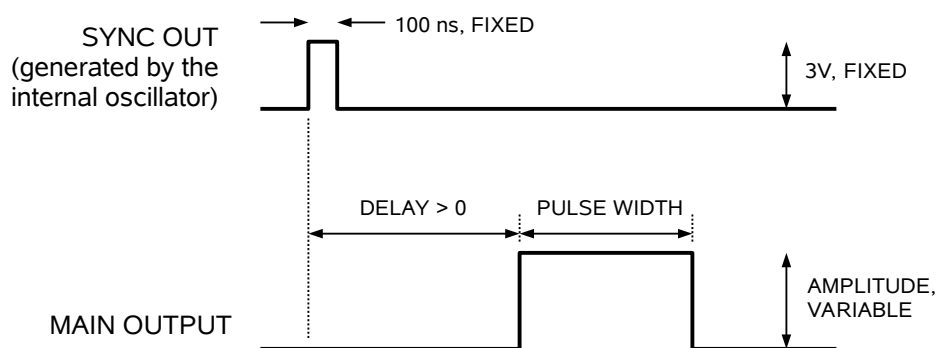 SYNC OUT
(generated by the
internal oscillator)
100 ns, FIXED
3V, FIXED
DELAY > 0
PULSE WIDTH
MAIN OUTPUT
AMPLITUDE,
VARIABLE